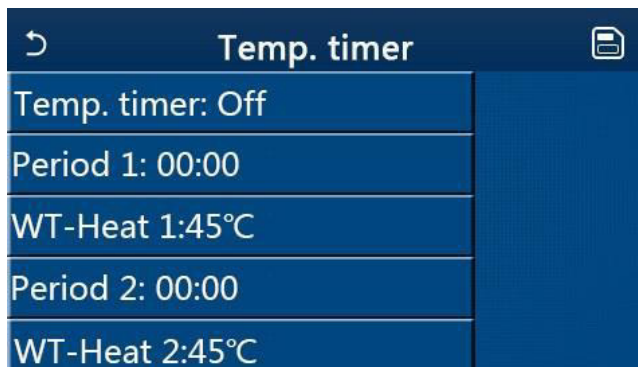 Temp. timer
Temp. timer: Off
Period 1: 00:00
WT-Heat 1:45℃
Period 2: 00:00
WT-Heat 2:45℃